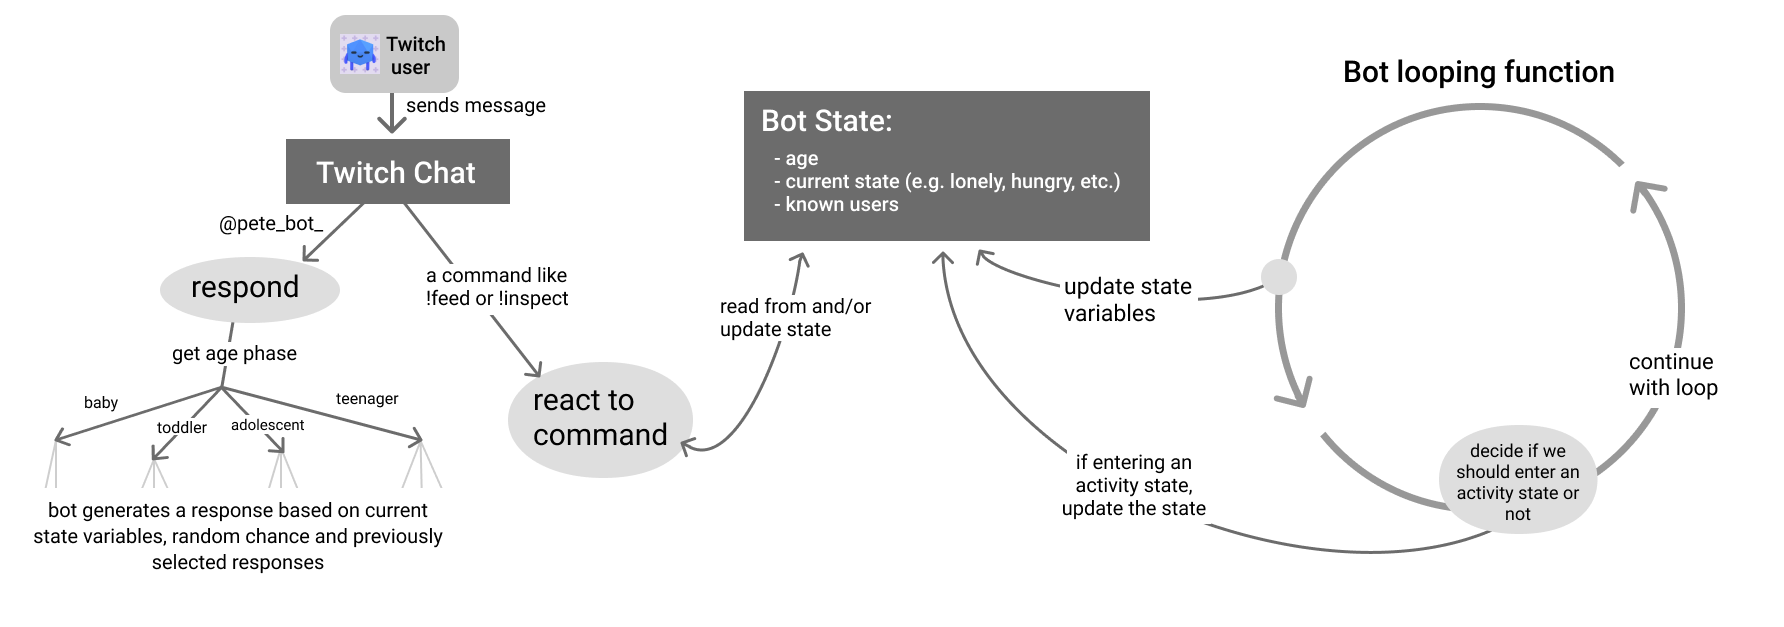 Twitch
user
sends message
Twitch Chat
@pete_bot_
respond
get age phase
baby
toddler
adolescent
teenager
bot generates a response based on current
state variables, random chance and previously
selected responses
a command like
!feed or !inspect
react to
command
read from and/or
update state
Bot State:
- age
- current state (e.g. lonely, hungry, etc.)
- known users
Bot looping function
update state
variables
if entering an
activity state,
update the state
decide if we
should enter an
activity state or
not
continue
with loop